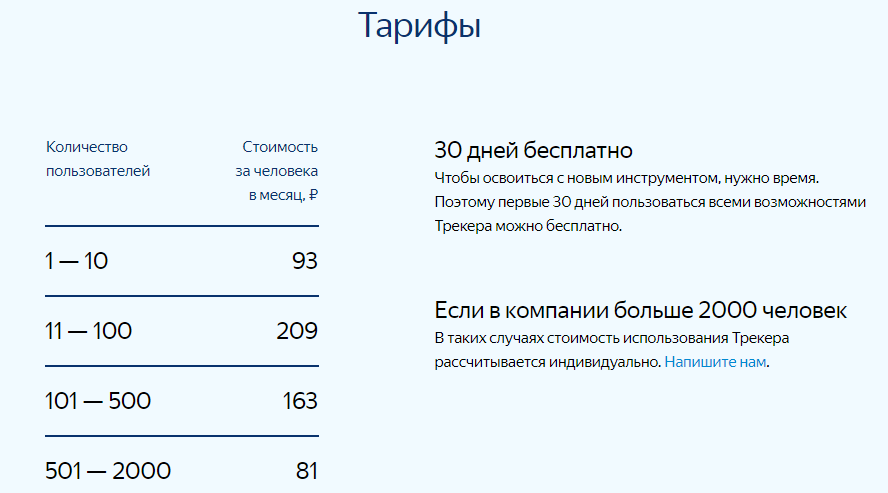 Тарифы
Количество
пользователей
Стоимость
за человека
в месяц, ₽
1 — 10 93
11 — 100 209
101 — 500 163
501 — 2000 81
30 дней бесплатно
Чтобы освоиться с новым инструментом, нужно время.
Поэтому первые 30 дней пользоваться всеми возможностями
Трекера можно бесплатно.
Если в компании больше 2000 человек
В таких случаях стоимость использования Трекера
рассчитывается индивидуально. Напишите нам.